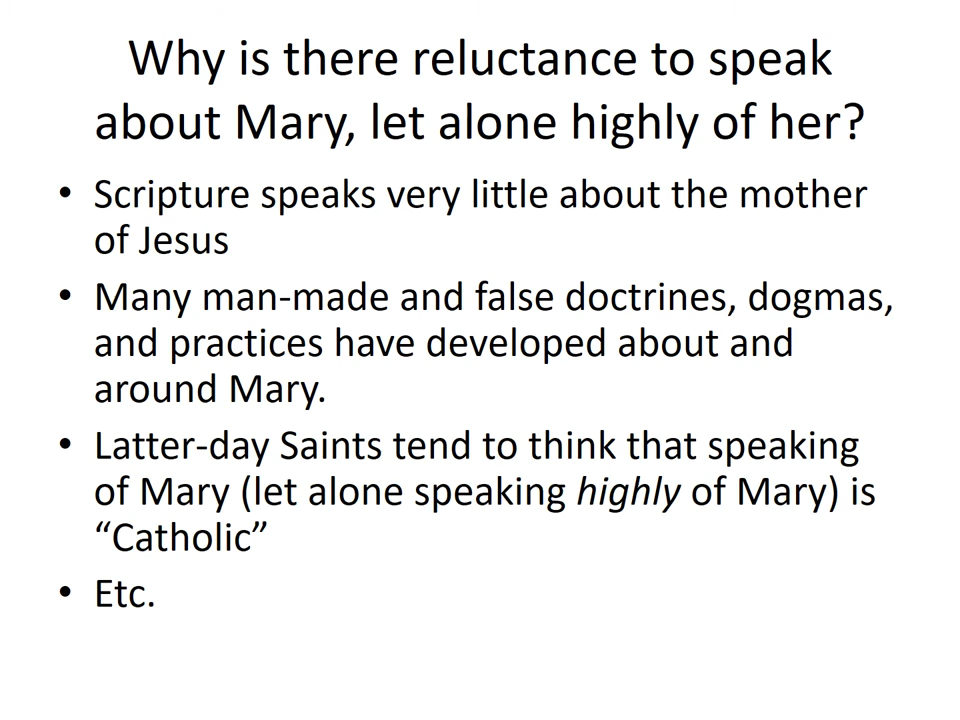 Why is there reluctance to speak
about Mary, let alone highly of her?
• Scripture speaks very little about the mother
of Jesus
• Many man-made and false doctrines, dogmas,
and practices have developed about and
around Mary.
• Latter-day Saints tend to think that speaking
of Mary (let alone speaking highly of Mary) is
“Catholic”
• Etc.